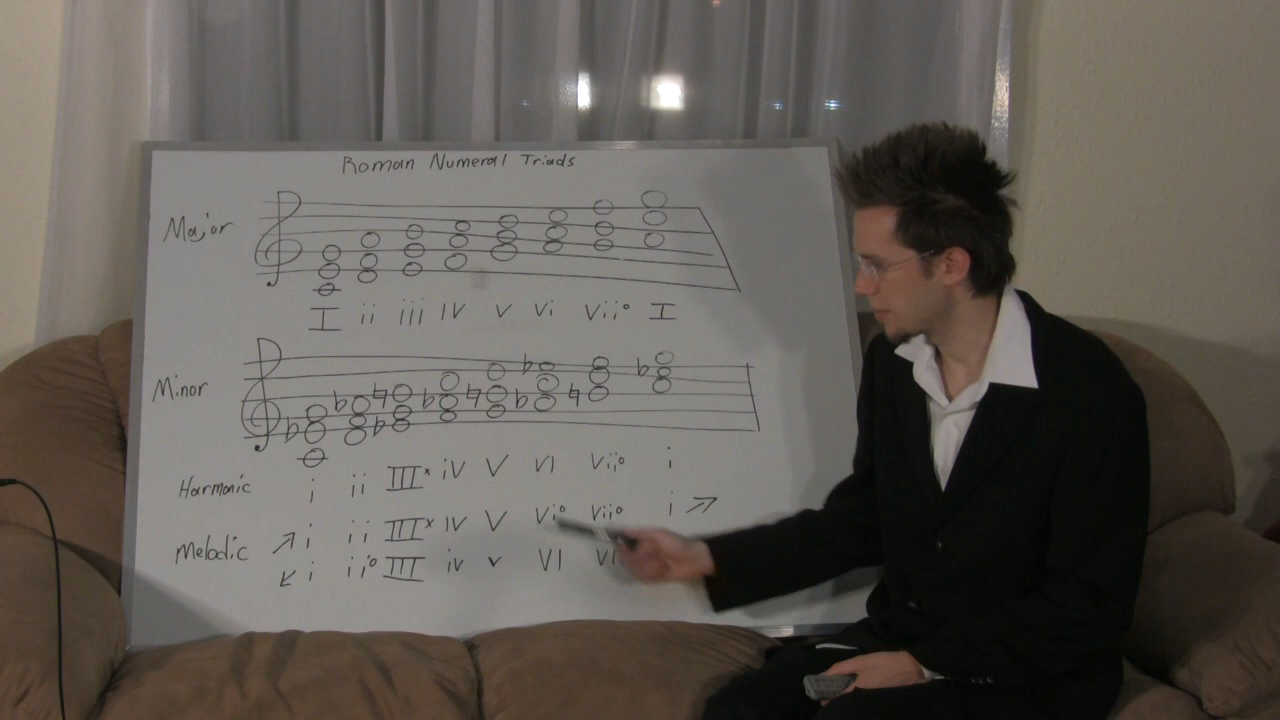 Roman Numeral Triads
Major
I ii iii IV V vi vii° I
Minor
Harmonic i ii III× iv V VI vii° i
Melodic ↗ i ii III× IV V vi° vii° i ↗
↙ i ii° III iv v VI